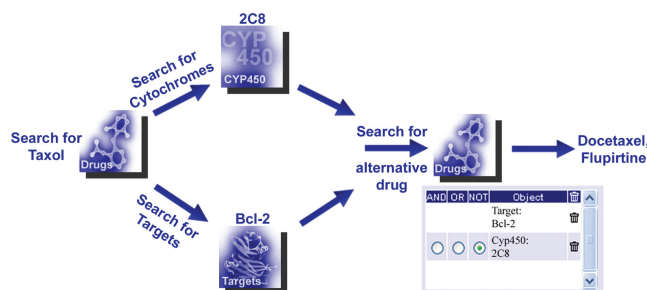 2C8
CYP
450
CYP450
Search for
Cytochromes
Search for
Taxol
Drugs
Search for
Targets
Bcl-2
Targets
Search for
alternative
drug
Drugs
Docetaxel,
Flupirtine
AND OR NOT Object
Target:
Bcl-2
Cyp450:
2C8